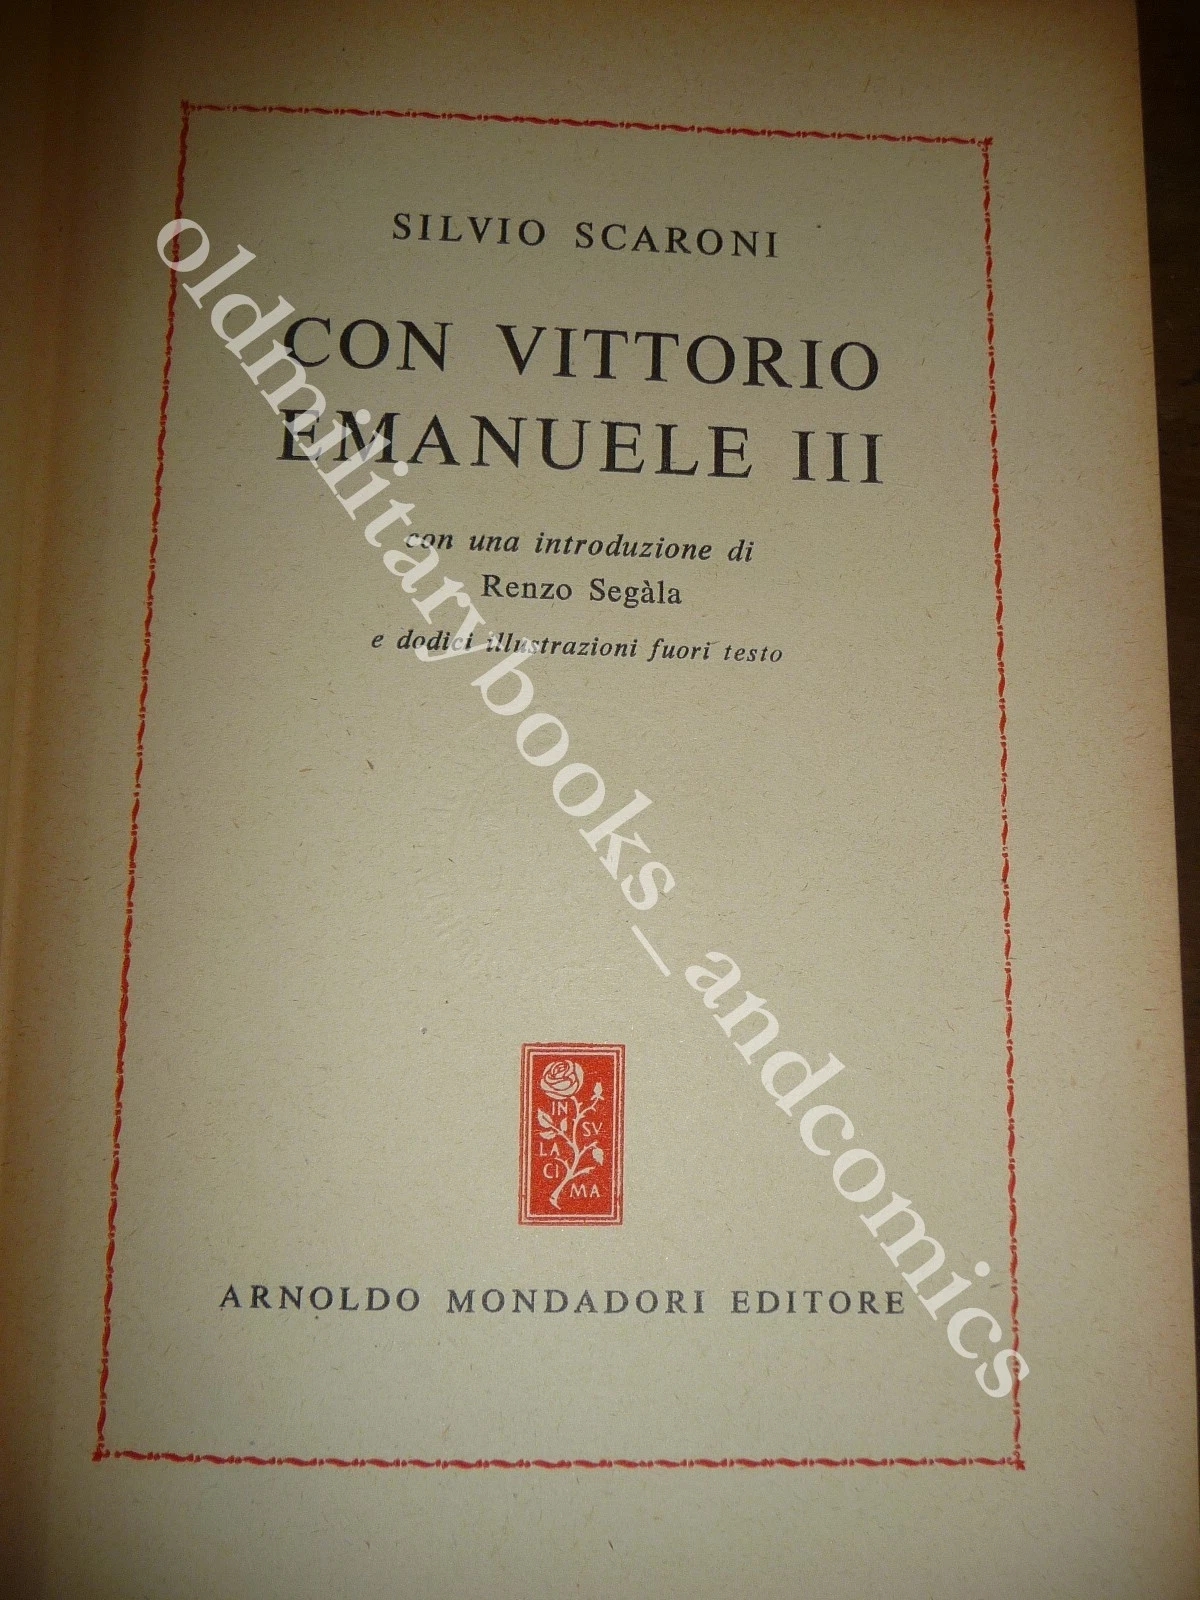 SILVIO SCARONI
CON VITTORIO
EMANUELE III
con una introduzione di
Renzo Segàla
e dodici illustrazioni fuori testo
IN
SV
LA
CI
MA
ARNOLDO MONDADORI EDITORE
oldmilitarybooks_andcomics